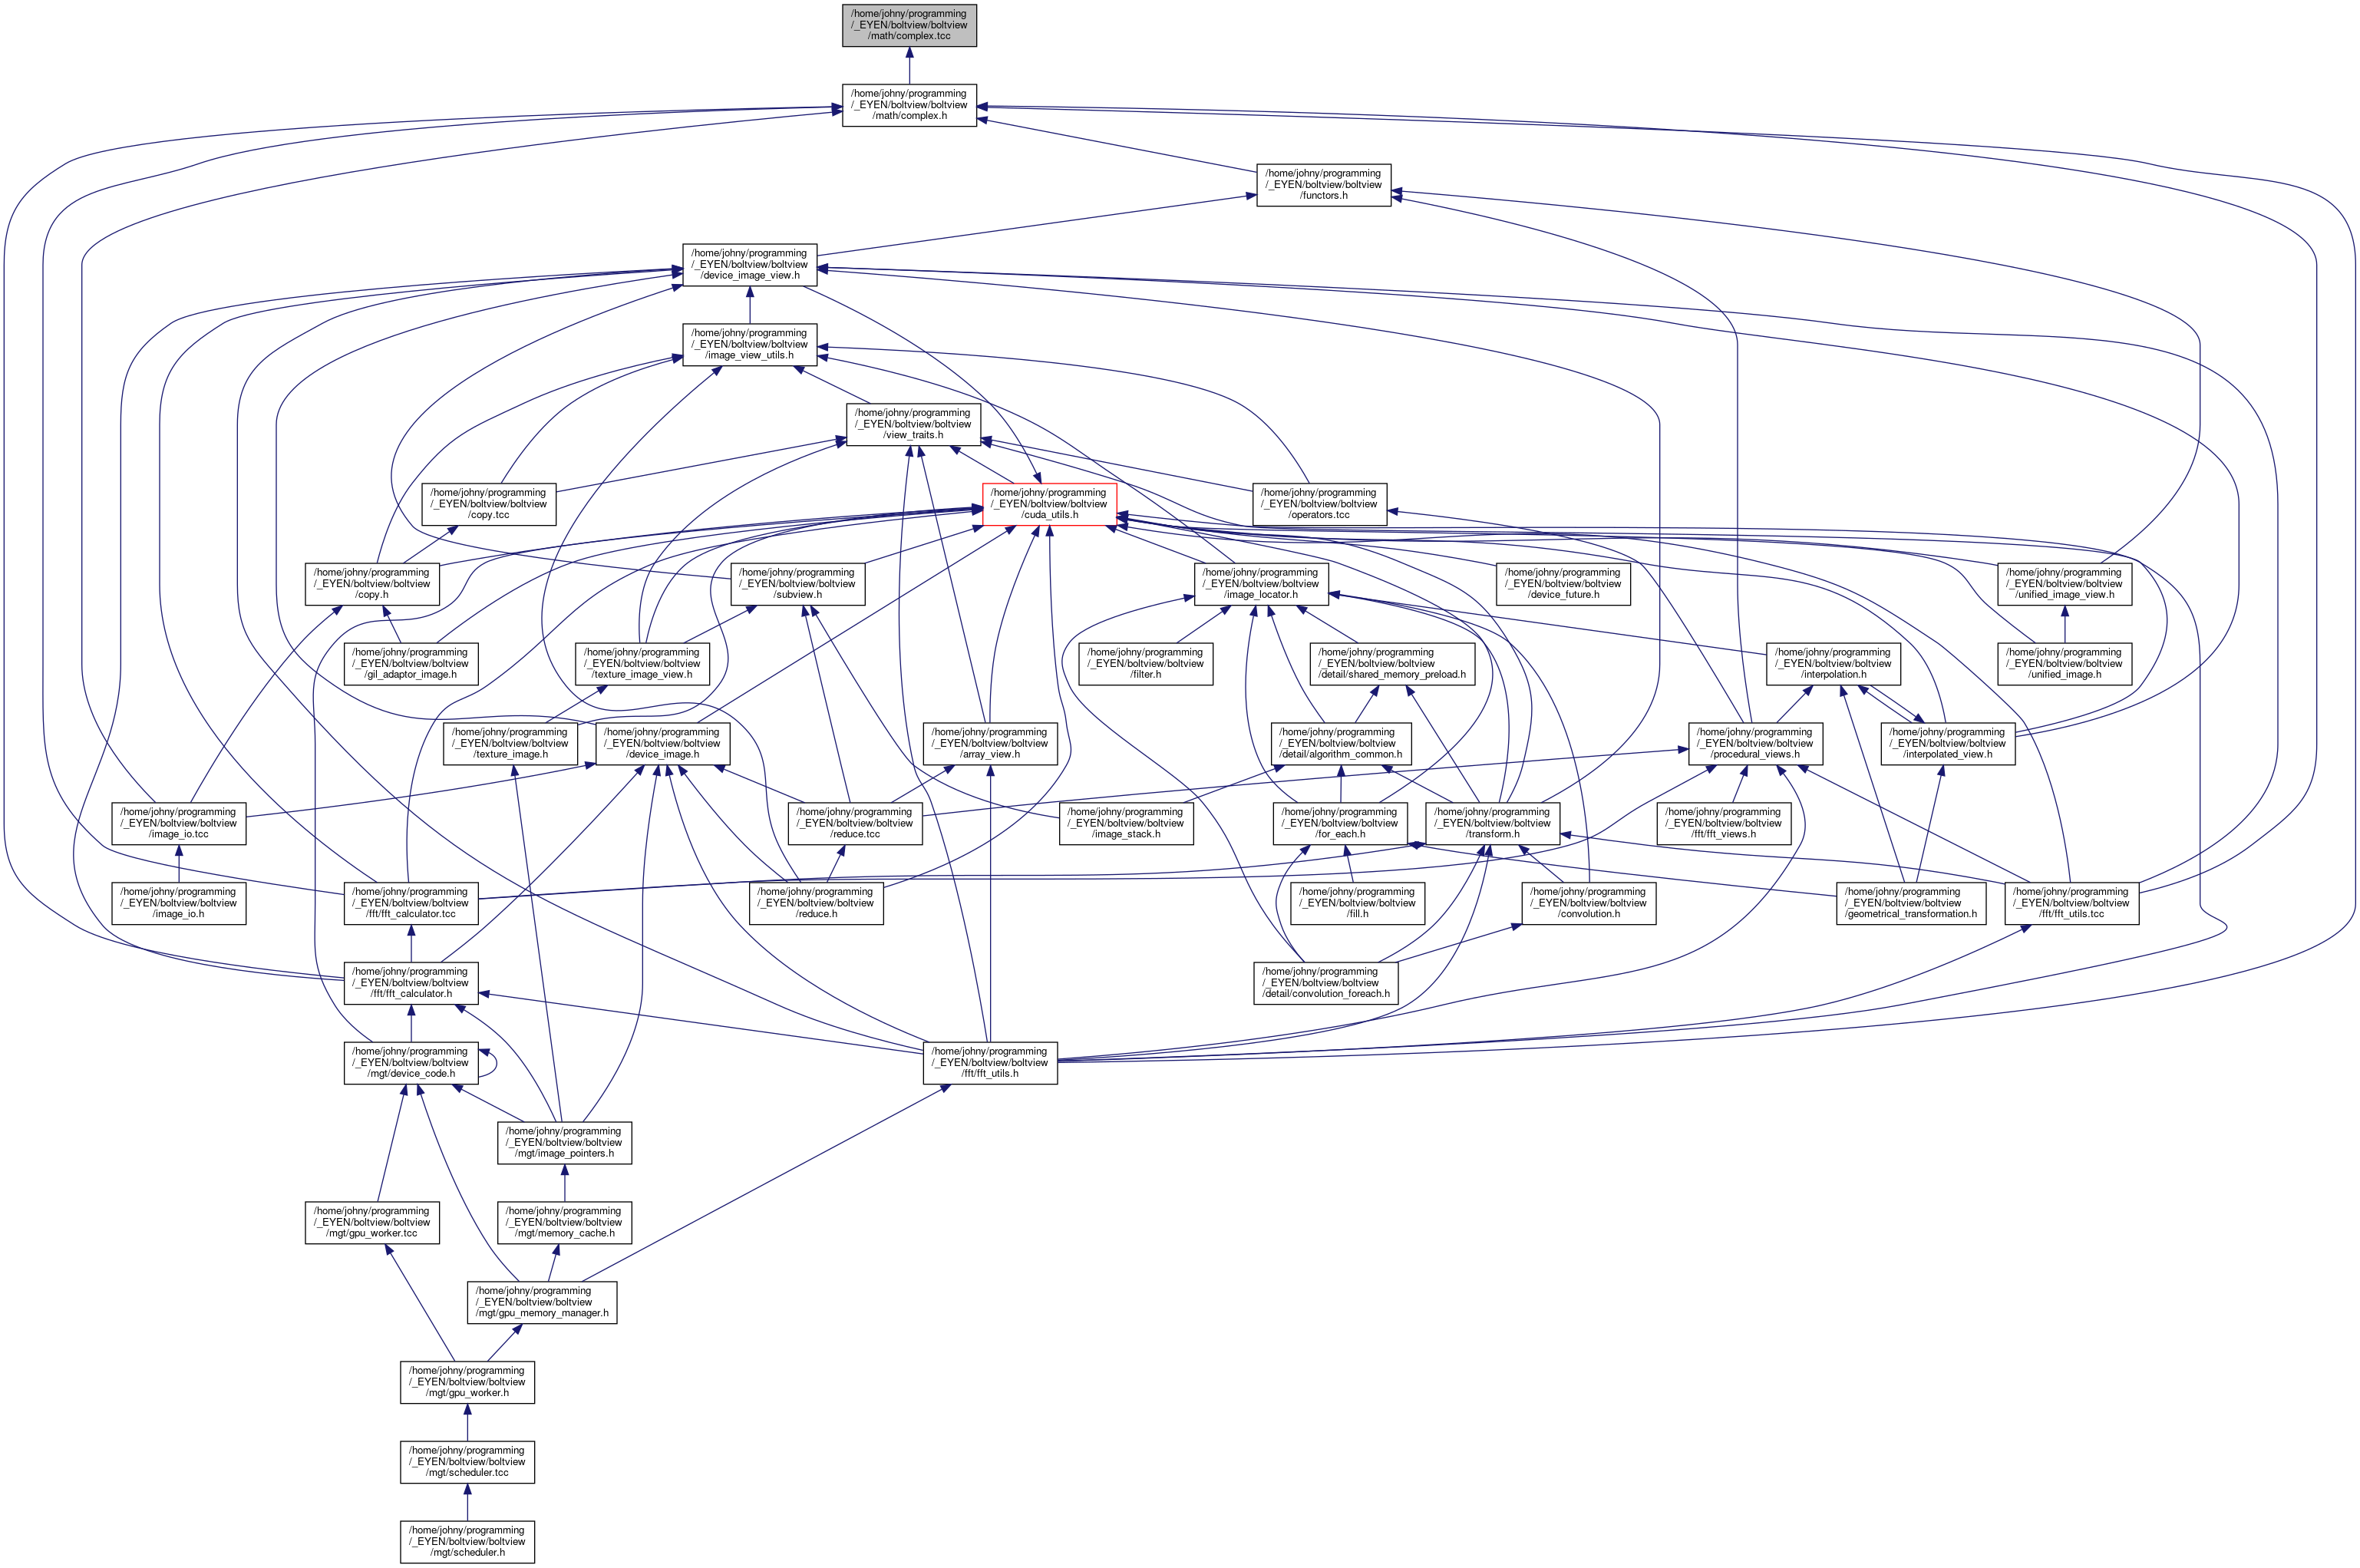 /home/johny/programming
/_EYEN/boltview/boltview
/math/complex.tcc
/home/johny/programming
/_EYEN/boltview/boltview
/math/complex.h
/home/johny/programming
/_EYEN/boltview/boltview
/functors.h
/home/johny/programming
/_EYEN/boltview/boltview
/device_image_view.h
/home/johny/programming
/_EYEN/boltview/boltview
/image_view_utils.h
/home/johny/programming
/_EYEN/boltview/boltview
/view_traits.h
/home/johny/programming
/_EYEN/boltview/boltview
/copy.tcc
/home/johny/programming
/_EYEN/boltview/boltview
/cuda_utils.h
/home/johny/programming
/_EYEN/boltview/boltview
/operators.tcc
/home/johny/programming
/_EYEN/boltview/boltview
/copy.h
/home/johny/programming
/_EYEN/boltview/boltview
/subview.h
/home/johny/programming
/_EYEN/boltview/boltview
/image_locator.h
/home/johny/programming
/_EYEN/boltview/boltview
/device_future.h
/home/johny/programming
/_EYEN/boltview/boltview
/unified_image_view.h
/home/johny/programming
/_EYEN/boltview/boltview
/gil_adaptor_image.h
/home/johny/programming
/_EYEN/boltview/boltview
/texture_image_view.h
/home/johny/programming
/_EYEN/boltview/boltview
/filter.h
/home/johny/programming
/_EYEN/boltview/boltview
/detail/shared_memory_preload.h
/home/johny/programming
/_EYEN/boltview/boltview
/interpolation.h
/home/johny/programming
/_EYEN/boltview/boltview
/unified_image.h
/home/johny/programming
/_EYEN/boltview/boltview
/texture_image.h
/home/johny/programming
/_EYEN/boltview/boltview
/device_image.h
/home/johny/programming
/_EYEN/boltview/boltview
/array_view.h
/home/johny/programming
/_EYEN/boltview/boltview
/detail/algorithm_common.h
/home/johny/programming
/_EYEN/boltview/boltview
/procedural_views.h
/home/johny/programming
/_EYEN/boltview/boltview
/interpolated_view.h
/home/johny/programming
/_EYEN/boltview/boltview
/image_io.tcc
/home/johny/programming
/_EYEN/boltview/boltview
/reduce.tcc
/home/johny/programming
/_EYEN/boltview/boltview
/image_stack.h
/home/johny/programming
/_EYEN/boltview/boltview
/for_each.h
/home/johny/programming
/_EYEN/boltview/boltview
/transform.h
/home/johny/programming
/_EYEN/boltview/boltview
/fft/fft_views.h
/home/johny/programming
/_EYEN/boltview/boltview
/image_io.h
/home/johny/programming
/_EYEN/boltview/boltview
/fft/fft_calculator.tcc
/home/johny/programming
/_EYEN/boltview/boltview
/reduce.h
/home/johny/programming
/_EYEN/boltview/boltview
/fill.h
/home/johny/programming
/_EYEN/boltview/boltview
/convolution.h
/home/johny/programming
/_EYEN/boltview/boltview
/geometrical_transformation.h
/home/johny/programming
/_EYEN/boltview/boltview
/fft/fft_utils.tcc
/home/johny/programming
/_EYEN/boltview/boltview
/fft/fft_calculator.h
/home/johny/programming
/_EYEN/boltview/boltview
/detail/convolution_foreach.h
/home/johny/programming
/_EYEN/boltview/boltview
/mgt/device_code.h
/home/johny/programming
/_EYEN/boltview/boltview
/fft/fft_utils.h
/home/johny/programming
/_EYEN/boltview/boltview
/mgt/image_pointers.h
/home/johny/programming
/_EYEN/boltview/boltview
/mgt/gpu_worker.tcc
/home/johny/programming
/_EYEN/boltview/boltview
/mgt/memory_cache.h
/home/johny/programming
/_EYEN/boltview/boltview
/mgt/gpu_memory_manager.h
/home/johny/programming
/_EYEN/boltview/boltview
/mgt/gpu_worker.h
/home/johny/programming
/_EYEN/boltview/boltview
/mgt/scheduler.tcc
/home/johny/programming
/_EYEN/boltview/boltview
/mgt/scheduler.h